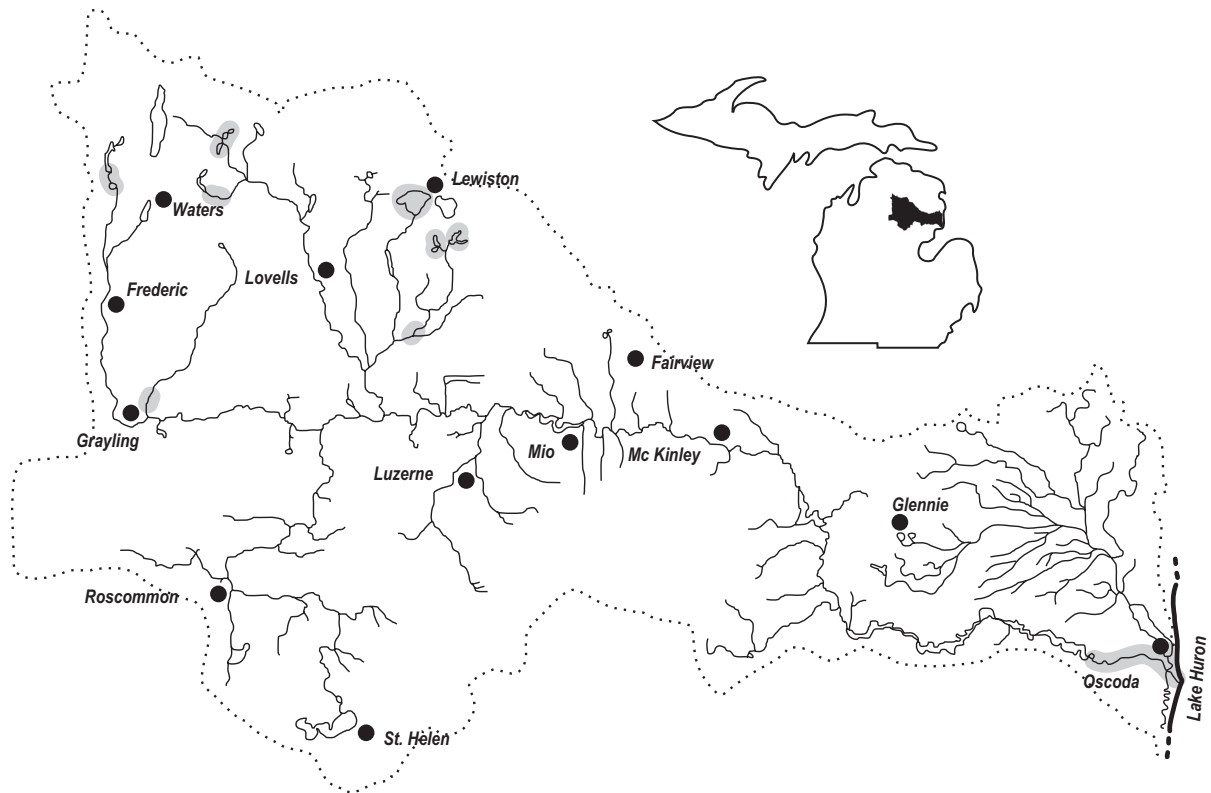 Lewiston
Waters
Lovells
Frederic
Fairview
Grayling
Mio
Mc Kinley
Luzerne
Glennie
Roscommon
Oscoda
Lake Huron
St. Helen